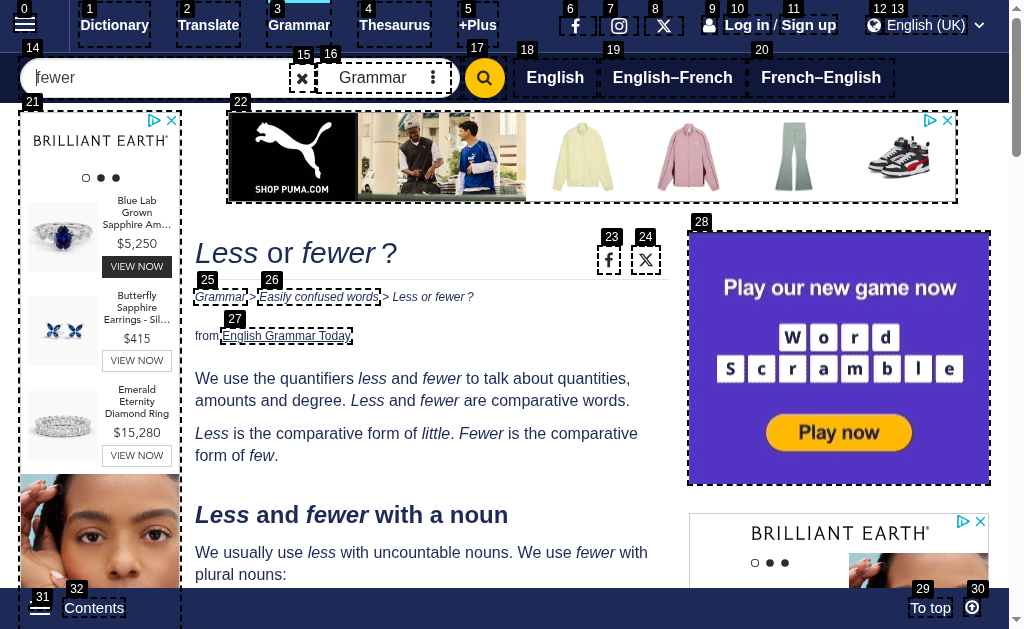 0 1 2 3 4 5 6 7 8 9 10 11 12 13
Dictionary Translate Grammar Thesaurus +Plus Log in / Sign up English (UK)
14 15 16 17 18 19 20
fewer Grammar English English–French French–English
21 22
BRILLIANT EARTH
Blue Lab
Grown
Sapphire Am...
$5,250
VIEW NOW
Butterfly
Sapphire
Earrings - Sil...
$415
VIEW NOW
Emerald
Eternity
Diamond Ring
$15,280
VIEW NOW
SHOP PUMA.COM
23 24
Less or fewer ?
25 26
Grammar > Easily confused words > Less or fewer ?
27
from English Grammar Today
We use the quantifiers less and fewer to talk about quantities,
amounts and degree. Less and fewer are comparative words.
Less is the comparative form of little. Fewer is the comparative
form of few.
Less and fewer with a noun
We usually use less with uncountable nouns. We use fewer with
plural nouns:
28
Play our new game now
Word
Scramble
Play now
BRILLIANT EARTH
31 32 29 30
Contents To top